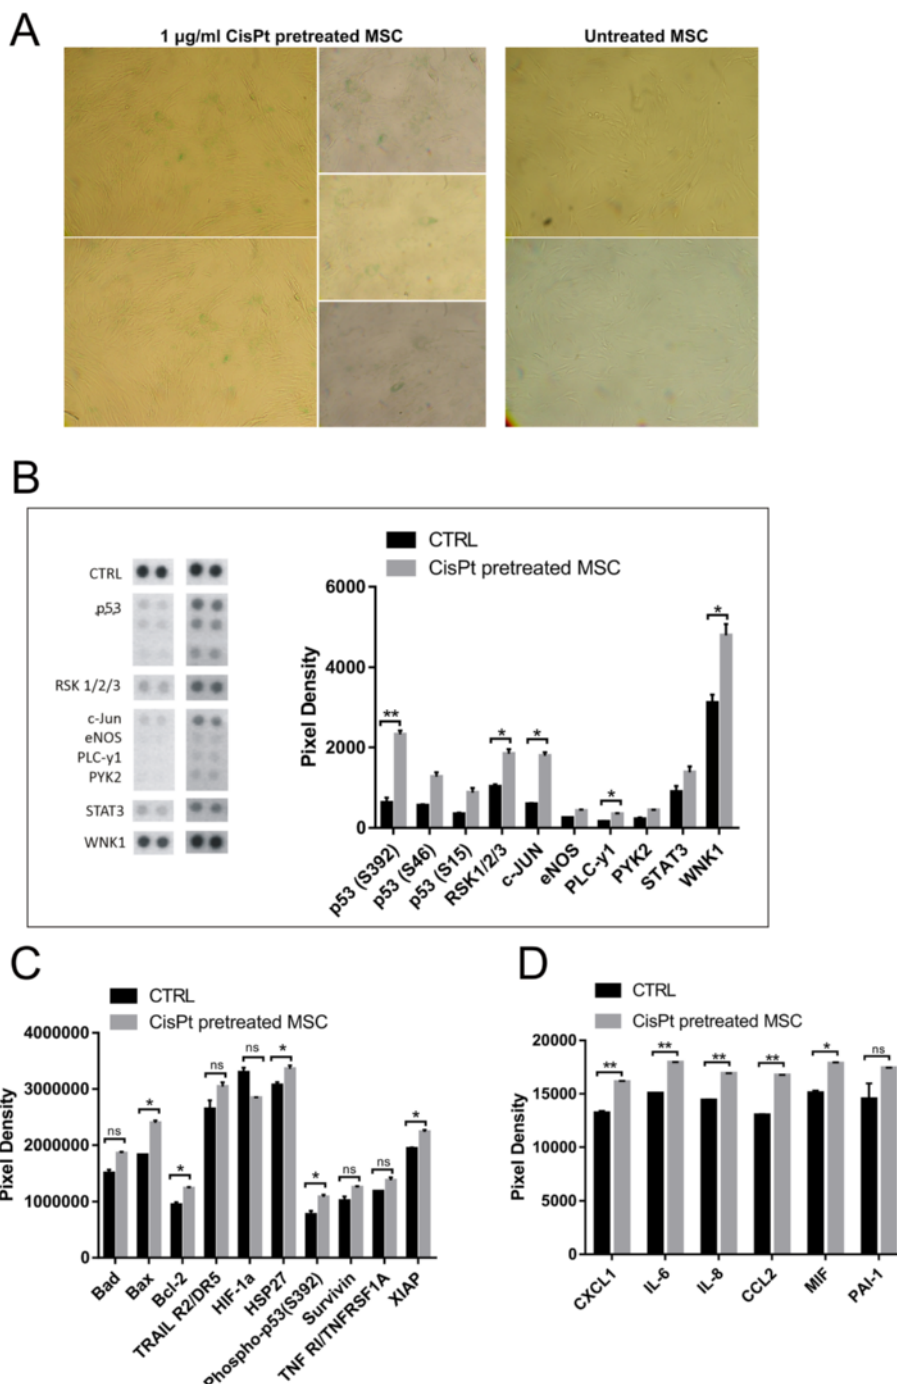 A
1 µg/ml CisPt pretreated MSC
Untreated MSC
B
CTRL
p53
RSK 1/2/3
c-Jun
eNOS
PLC-y1
PYK2
STAT3
WNK1
CTRL
CisPt pretreated MSC
Pixel Density
6000
4000
2000
0
**
*
*
*
*
p53 (S392)
p53 (S46)
p53 (S15)
RSK1/2/3
c-JUN
eNOS
PLC-y1
PYK2
STAT3
WNK1
C
CTRL
CisPt pretreated MSC
Pixel Density
4000000
3000000
2000000
1000000
0
ns
*
*
ns
ns
*
*
ns
ns
*
Bad
Bax
Bcl-2
TRAIL R2/DR5
HIF-1a
HSP27
Phospho-p53(S392)
Survivin
TNF RI/TNFRSF1A
XIAP
D
CTRL
CisPt pretreated MSC
Pixel Density
20000
15000
10000
5000
0
**
**
**
**
*
ns
CXCL1
IL-6
IL-8
CCL2
MIF
PAI-1